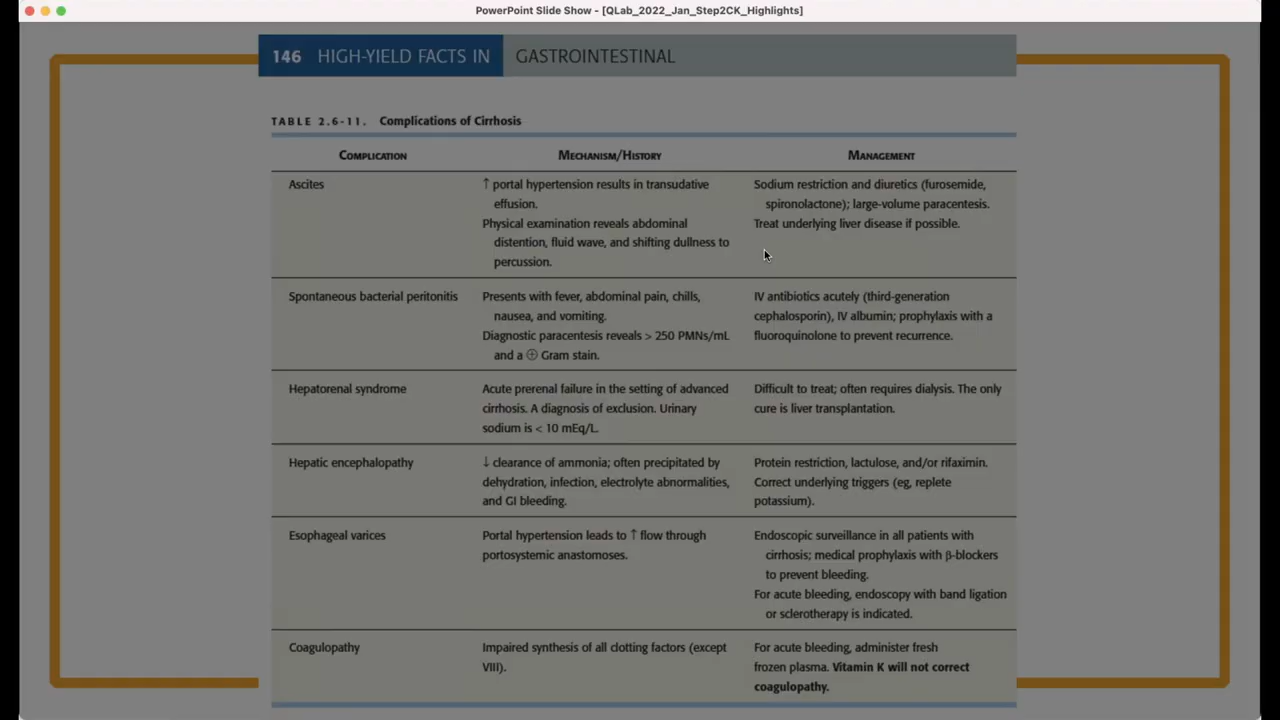 PowerPoint Slide Show - [QLab_2022_Jan_Step2CK_Highlights]
146 HIGH-YIELD FACTS IN GASTROINTESTINAL
TABLE 2.6-11. Complications of Cirrhosis
COMPLICATION MECHANISM/HISTORY MANAGEMENT
Ascites
↑ portal hypertension results in transudative
effusion.
Physical examination reveals abdominal
distention, fluid wave, and shifting dullness to
percussion.
Sodium restriction and diuretics (furosemide,
spironolactone); large-volume paracentesis.
Treat underlying liver disease if possible.
Spontaneous bacterial peritonitis
Presents with fever, abdominal pain, chills,
nausea, and vomiting.
Diagnostic paracentesis reveals > 250 PMNs/mL
and a ⊕ Gram stain.
IV antibiotics acutely (third-generation
cephalosporin), IV albumin; prophylaxis with a
fluoroquinolone to prevent recurrence.
Hepatorenal syndrome
Acute prerenal failure in the setting of advanced
cirrhosis. A diagnosis of exclusion. Urinary
sodium is < 10 mEq/L.
Difficult to treat; often requires dialysis. The only
cure is liver transplantation.
Hepatic encephalopathy
↓ clearance of ammonia; often precipitated by
dehydration, infection, electrolyte abnormalities,
and GI bleeding.
Protein restriction, lactulose, and/or rifaximin.
Correct underlying triggers (eg, replete
potassium).
Esophageal varices
Portal hypertension leads to ↑ flow through
portosystemic anastomoses.
Endoscopic surveillance in all patients with
cirrhosis; medical prophylaxis with β-blockers
to prevent bleeding.
For acute bleeding, endoscopy with band ligation
or sclerotherapy is indicated.
Coagulopathy
Impaired synthesis of all clotting factors (except
VIII).
For acute bleeding, administer fresh
frozen plasma. Vitamin K will not correct
coagulopathy.